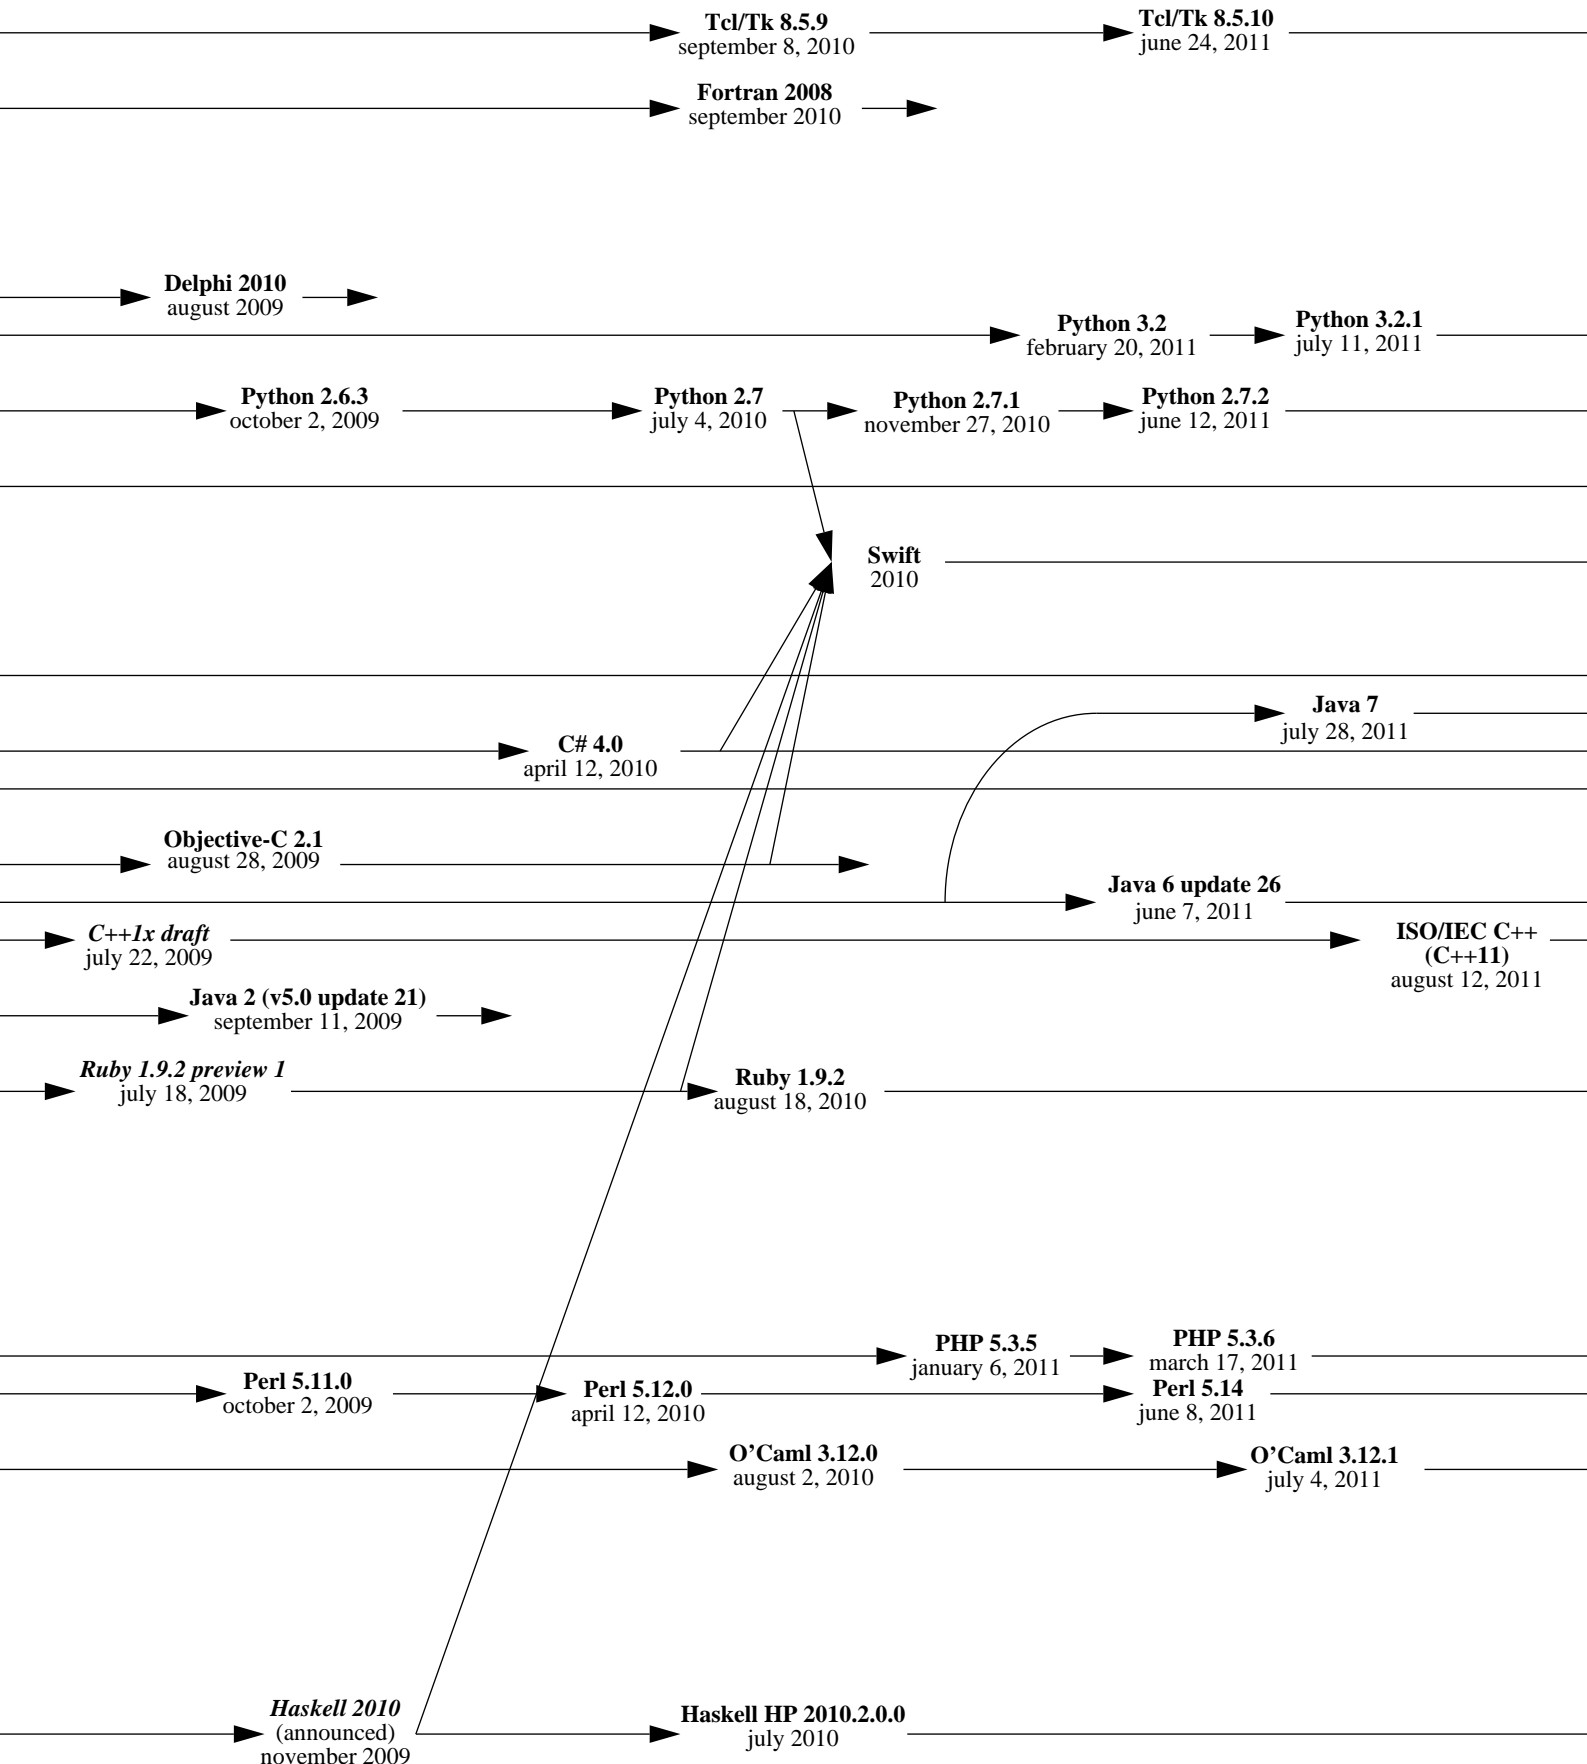 Tcl/Tk 8.5.9
september 8, 2010
Tcl/Tk 8.5.10
june 24, 2011
Fortran 2008
september 2010
Delphi 2010
august 2009
Python 3.2
february 20, 2011
Python 3.2.1
july 11, 2011
Python 2.6.3
october 2, 2009
Python 2.7
july 4, 2010
Python 2.7.1
november 27, 2010
Python 2.7.2
june 12, 2011
Swift
2010
Java 7
july 28, 2011
C# 4.0
april 12, 2010
Objective-C 2.1
august 28, 2009
Java 6 update 26
june 7, 2011
C++1x draft
july 22, 2009
ISO/IEC C++
(C++11)
august 12, 2011
Java 2 (v5.0 update 21)
september 11, 2009
Ruby 1.9.2 preview 1
july 18, 2009
Ruby 1.9.2
august 18, 2010
PHP 5.3.5
january 6, 2011
PHP 5.3.6
march 17, 2011
Perl 5.11.0
october 2, 2009
Perl 5.12.0
april 12, 2010
Perl 5.14
june 8, 2011
O’Caml 3.12.0
august 2, 2010
O’Caml 3.12.1
july 4, 2011
Haskell 2010
(announced)
november 2009
Haskell HP 2010.2.0.0
july 2010